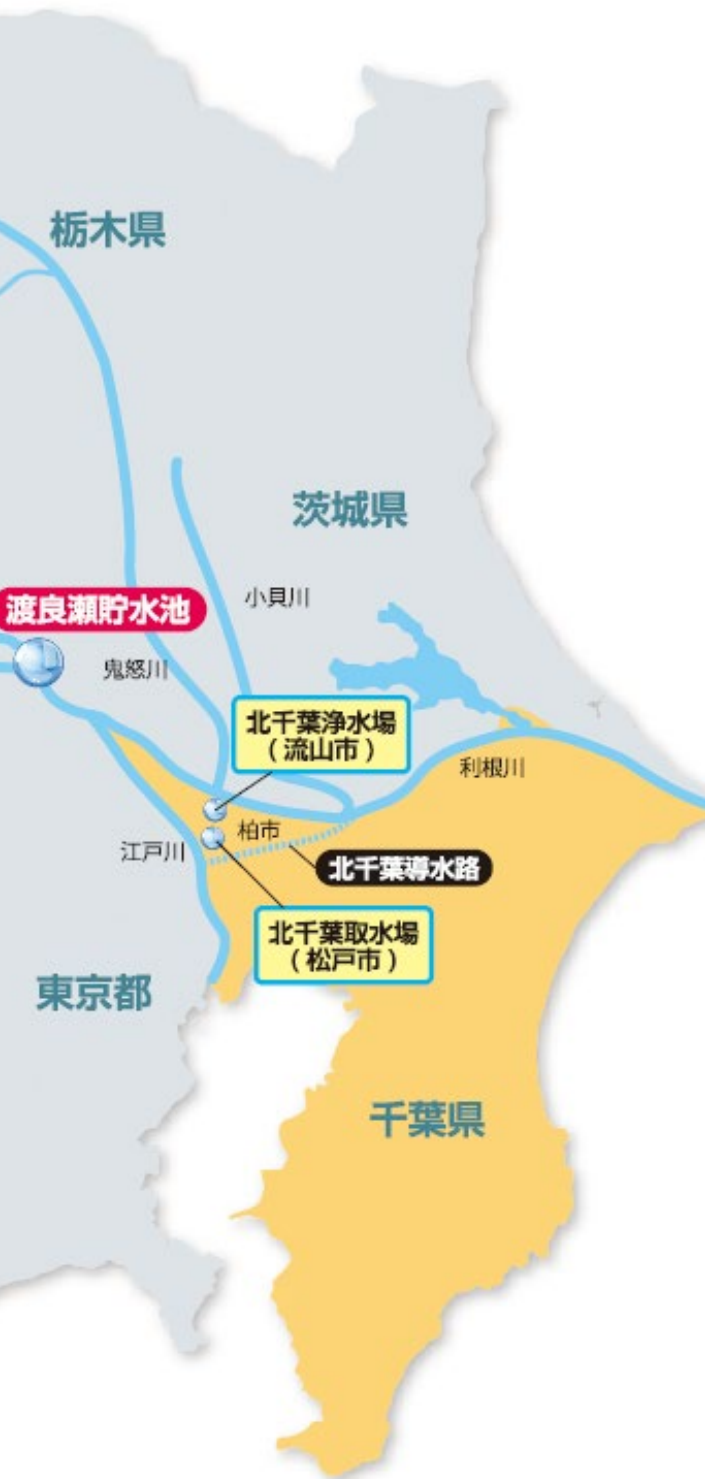 栃木県
茨城県
渡良瀬貯水池
小貝川
鬼怒川
北千葉浄水場
（流山市）
利根川
柏市
江戸川
北千葉導水路
北千葉取水場
（松戸市）
東京都
千葉県